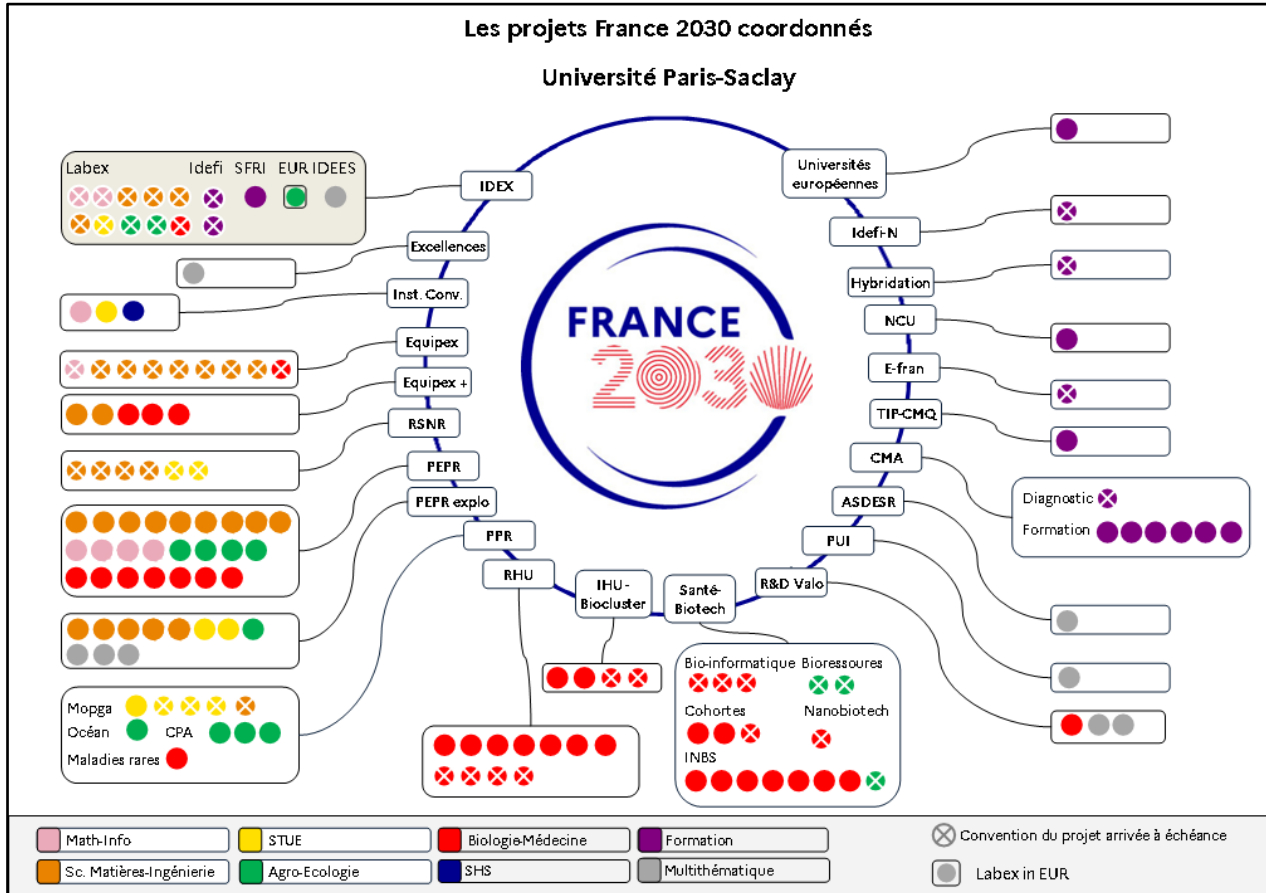 Les projets France 2030 coordonnés
Université Paris-Saclay
Labex Idefi SFRI EUR IDEES
IDEX
Excellences
Inst. Conv.
Equipex
Equipex +
RSNR
PEPR
PEPR explo
PPR
RHU
IHU-
Biocluster
Santé-
Biotech
R&D Valo
PUI
ASDESR
CMA
TIP-CMQ
E-fran
NCU
Hybridation
Idefi-N
Universités
européennes
FRANCE
2030
Diagnostic
Formation
Mopga
Océan CPA
Maladies rares
Bio-informatique Bioressoures
Cohortes Nanobiotech
INBS
Math-Info STUE Biologie-Médecine Formation Convention du projet arrivée à échéance
Sc. Matières-Ingénierie Agro-Ecologie SHS Multithématique Labex in EUR